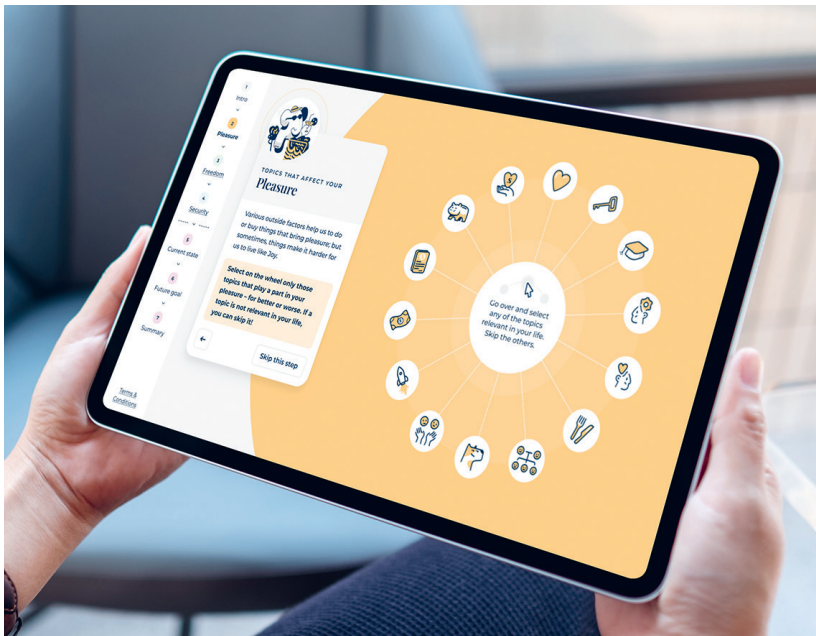 1
Intro
2
Pleasure
3
Freedom
4
Security
5
Current state
6
Future goal
7
Summary
Terms &
Conditions
TOPICS THAT AFFECT YOUR
Pleasure
Various outside factors help us to do
or buy things that bring pleasure; but
sometimes, things make it harder for
us to live like Joy.
Select on the wheel only those
topics that play a part in your
pleasure – for better or worse. If a
topic is not relevant in your life,
you can skip it!
Skip this step
Go over and select
any of the topics
relevant in your life.
Skip the others.